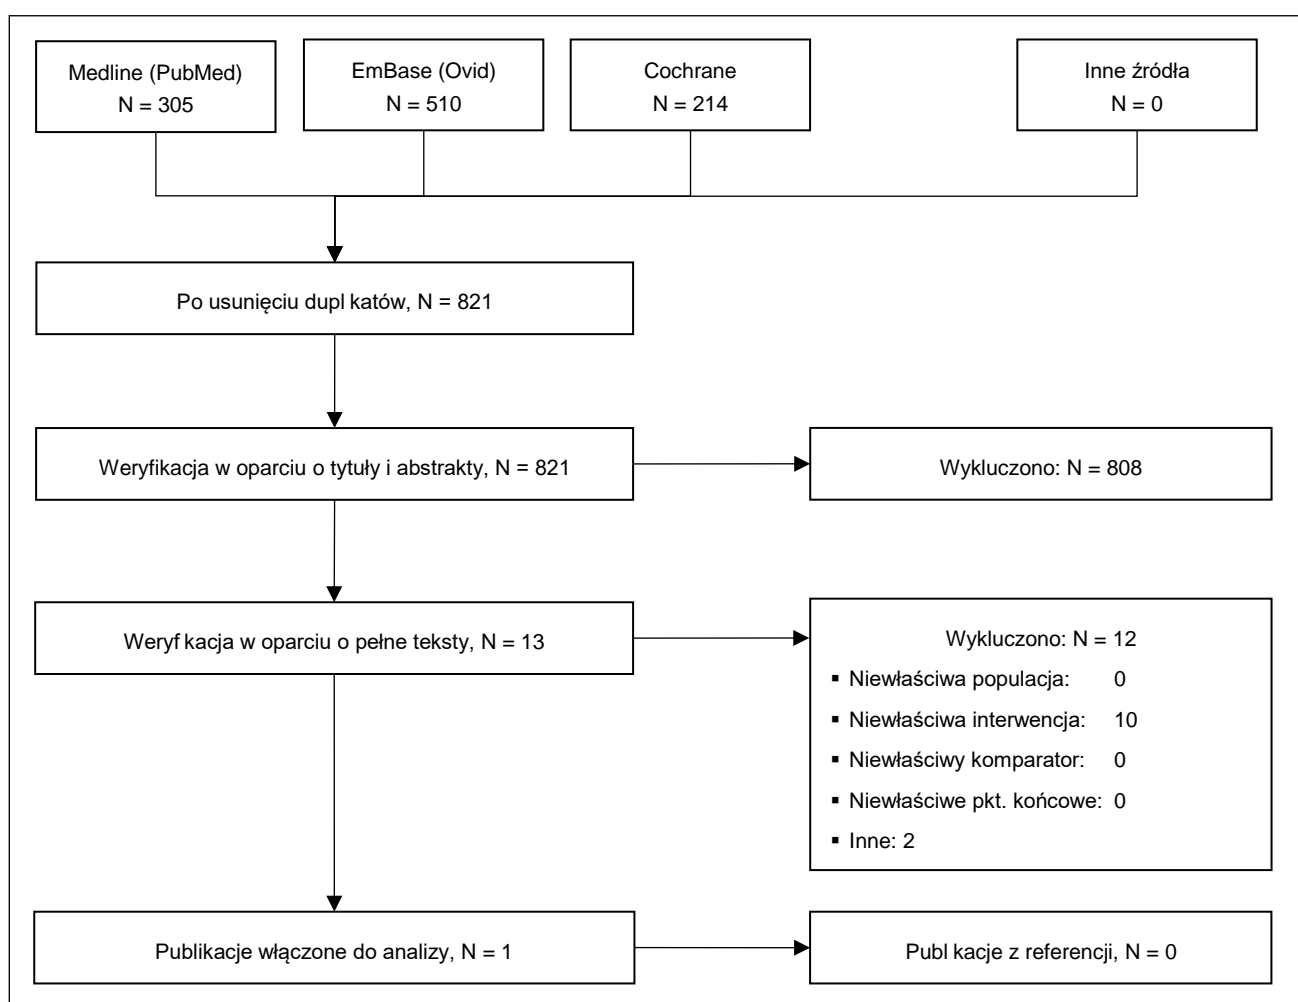 Medline (PubMed)
N = 305
EmBase (Ovid)
N = 510
Cochrane
N = 214
Inne źródła
N = 0
Po usunięciu dupl katów, N = 821
Weryfikacja w oparciu o tytuły i abstrakty, N = 821
Wykluczono: N = 808
Weryf kacja w oparciu o pełne teksty, N = 13
Wykluczono: N = 12
▪ Niewłaściwa populacja: 0
▪ Niewłaściwa interwencja: 10
▪ Niewłaściwy komparator: 0
▪ Niewłaściwe pkt. końcowe: 0
▪ Inne: 2
Publikacje włączone do analizy, N = 1
Publ kacje z referencji, N = 0